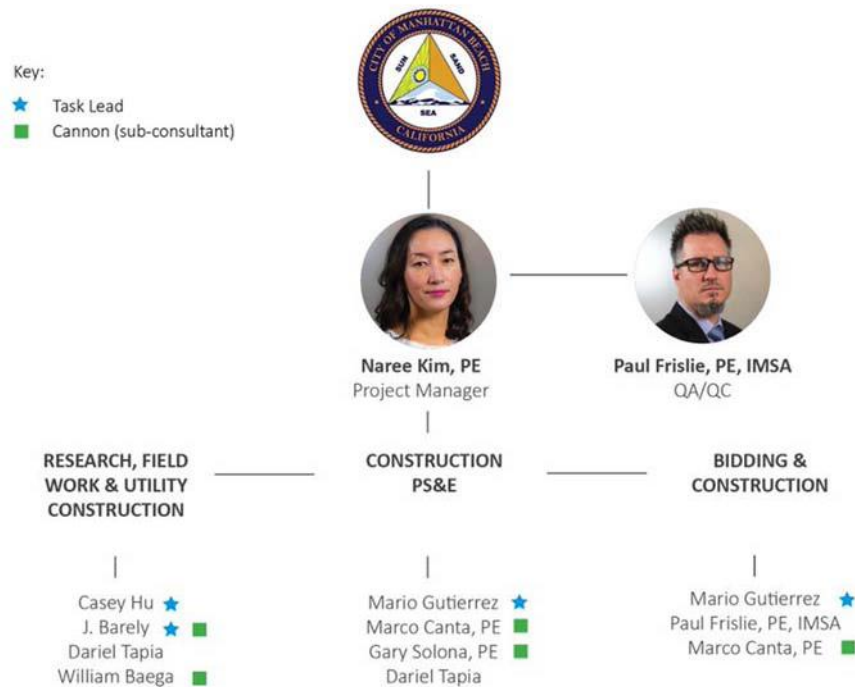 CITY OF MANHATTAN BEACH
CALIFORNIA
SUN
SAND
SEA
Key:
Task Lead
Cannon (sub-consultant)
Naree Kim, PE
Project Manager
Paul Frislie, PE, IMSA
QA/QC
RESEARCH, FIELD
WORK & UTILITY
CONSTRUCTION
CONSTRUCTION
PS&E
BIDDING &
CONSTRUCTION
Casey Hu
J. Barely
Dariel Tapia
William Baega
Mario Gutierrez
Marco Canta, PE
Gary Solona, PE
Dariel Tapia
Mario Gutierrez
Paul Frislie, PE, IMSA
Marco Canta, PE